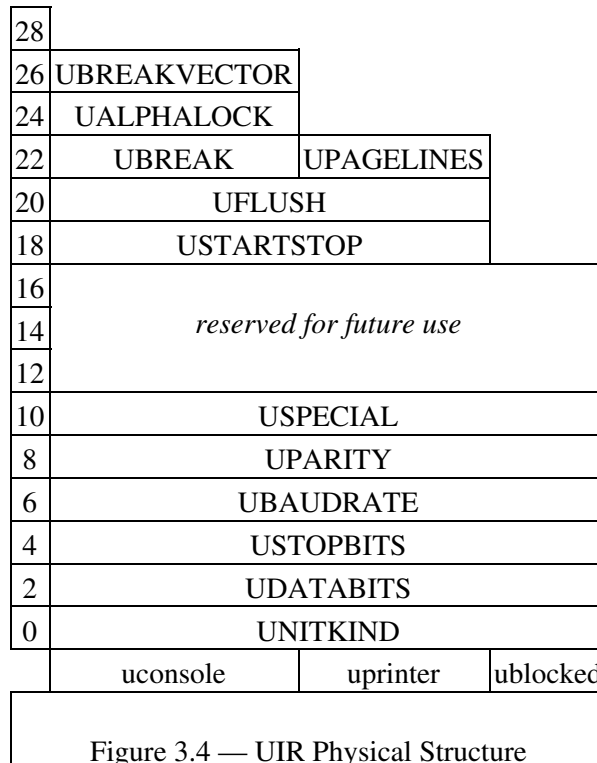 28
26 UBREAKVECTOR
24 UALPHALOCK
22 UBREAK UPAGELINES
20 UFLUSH
18 USTARTSTOP
16
14 reserved for future use
12
10 USPECIAL
8 UPARITY
6 UBAUDRATE
4 USTOPBITS
2 UDATABITS
0 UNITKIND
uconsole uprinter ublocked
Figure 3.4 — UIR Physical Structure